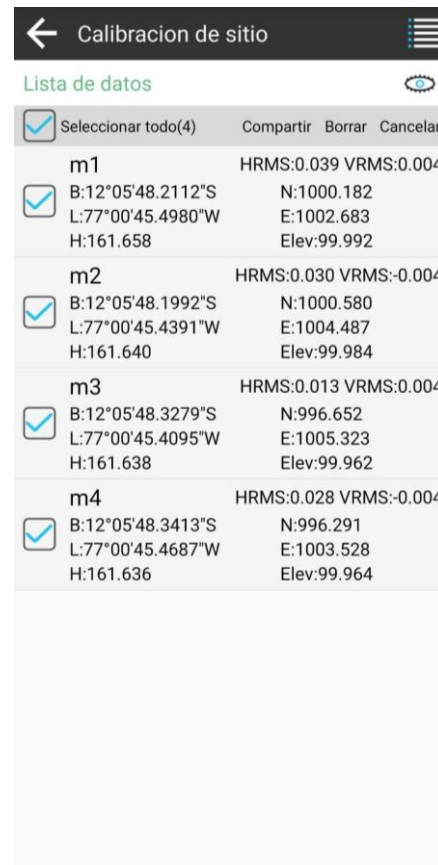 Calibracion de sitio
Lista de datos
Seleccionar todo(4) Compartir Borrar Cancelar
m1 HRMS:0.039 VRMS:0.004
B:12°05'48.2112"S N:1000.182
L:77°00'45.4980"W E:1002.683
H:161.658 Elev:99.992
m2 HRMS:0.030 VRMS:-0.004
B:12°05'48.1992"S N:1000.580
L:77°00'45.4391"W E:1004.487
H:161.640 Elev:99.984
m3 HRMS:0.013 VRMS:0.004
B:12°05'48.3279"S N:996.652
L:77°00'45.4095"W E:1005.323
H:161.638 Elev:99.962
m4 HRMS:0.028 VRMS:-0.004
B:12°05'48.3413"S N:996.291
L:77°00'45.4687"W E:1003.528
H:161.636 Elev:99.964